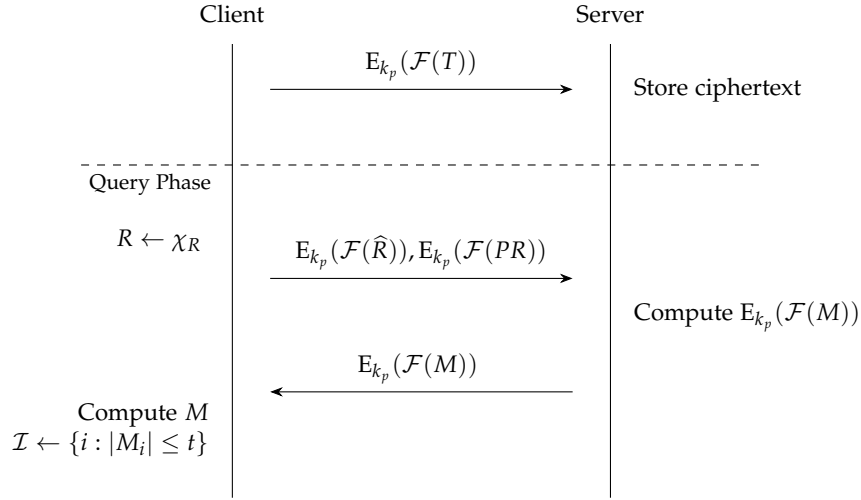 Client Server
E_{k_p}(ℱ(T))
Store ciphertext
Query Phase
R ← χ_R
E_{k_p}(ℱ(R̂)), E_{k_p}(ℱ(PR))
Compute E_{k_p}(ℱ(M))
E_{k_p}(ℱ(M))
Compute M
ℐ ← {i : |M_i| ≤ t}